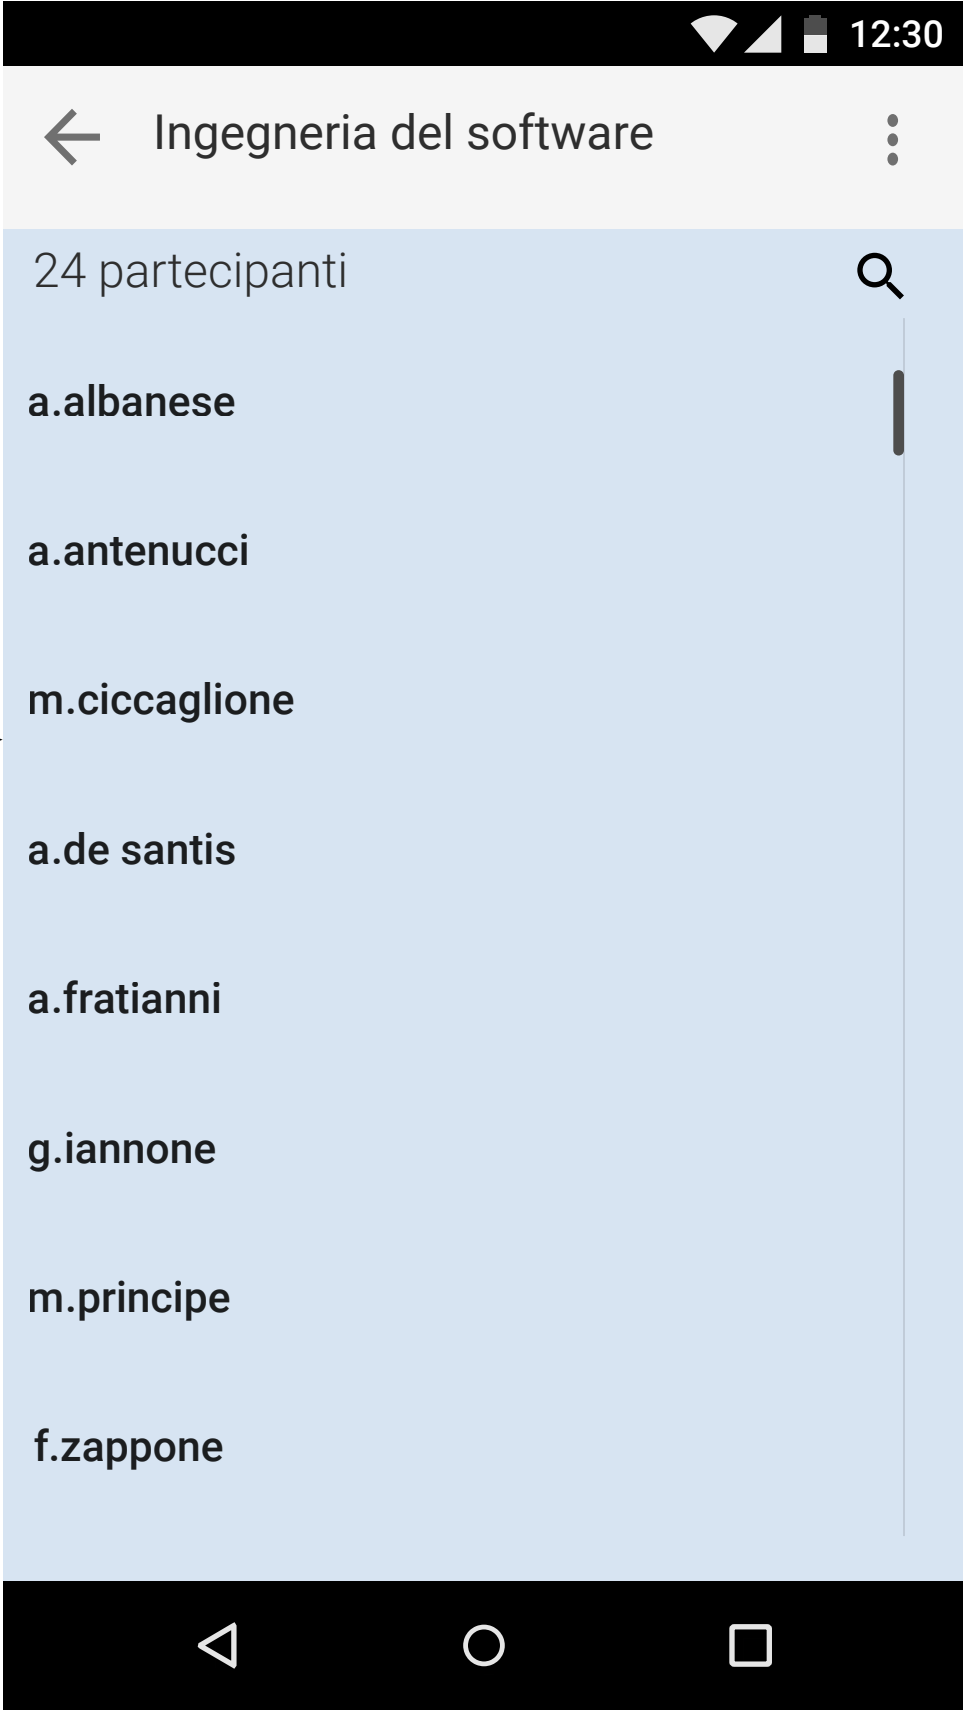 12:30
Ingegneria del software
24 partecipanti
a.albanese
a.antenucci
m.ciccaglione
a.de santis
a.fratianni
g.iannone
m.principe
f.zappone